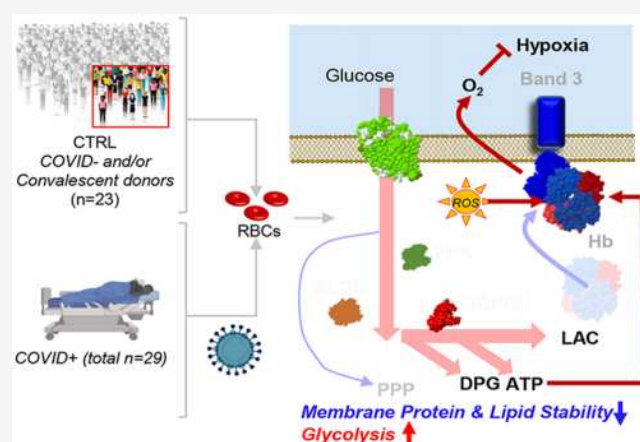 CTRL
COVID- and/or
Convalescent donors
(n=23)
RBCs
COVID+ (total n=29)
Hypoxia
Glucose
O2
Band 3
ROS
Hb
LAC
PPP
DPG ATP
Membrane Protein & Lipid Stability
Glycolysis